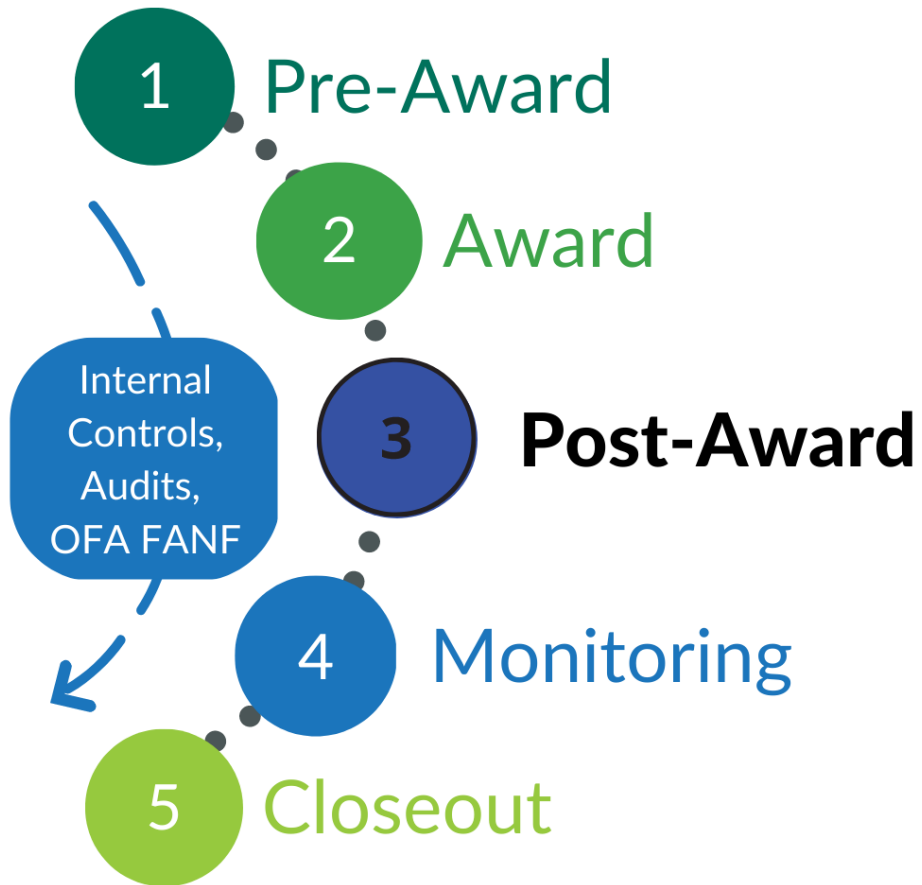 1 Pre-Award
2 Award
3 Post-Award
Internal
Controls,
Audits,
OFA FANF
4 Monitoring
5 Closeout